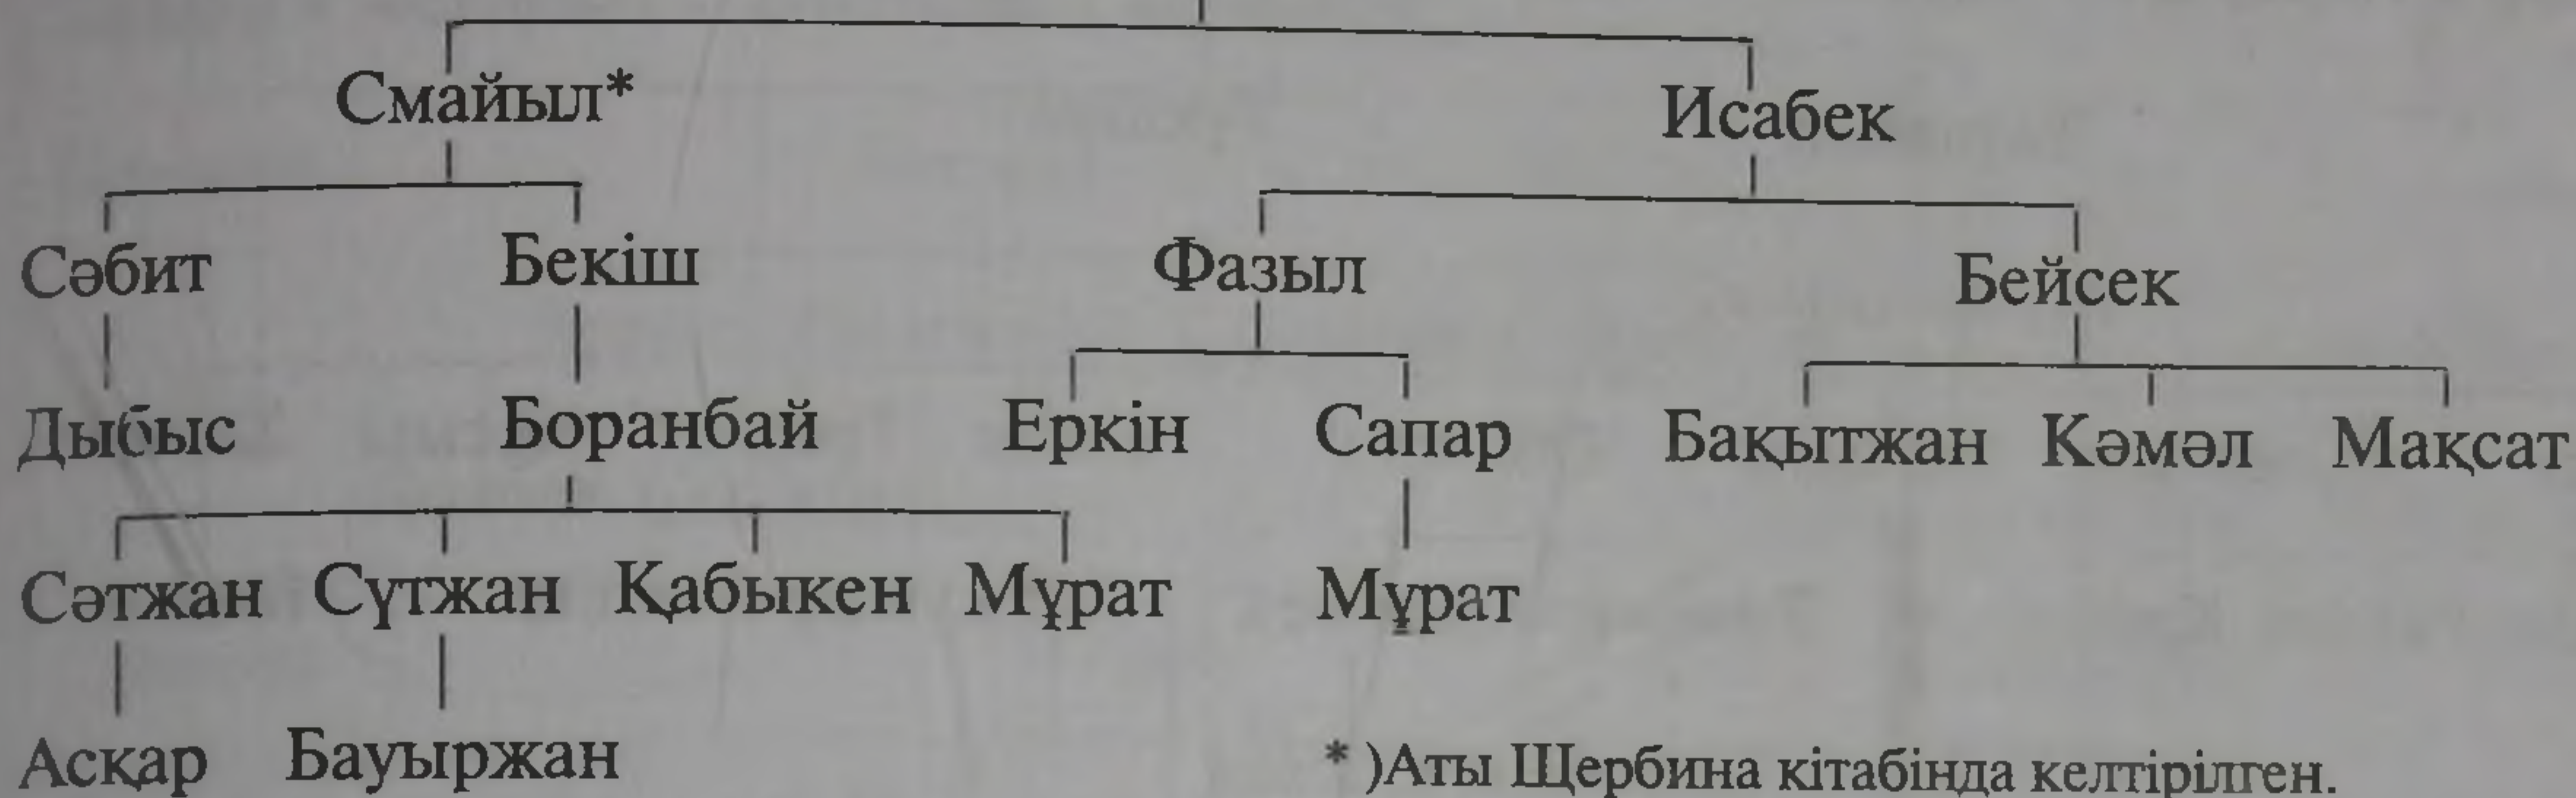 Смайыл* Исабек
Сәбит Бекіш Фазыл Бейсек
Дыбыс Боранбай Еркін Сапар Бақытжан Кәмәл Мақсат
Сәтжан Сүтжан Қабыкен Мұрат Мұрат
Асқар Бауыржан
* )Аты Щербина кітабінда келтірілген.